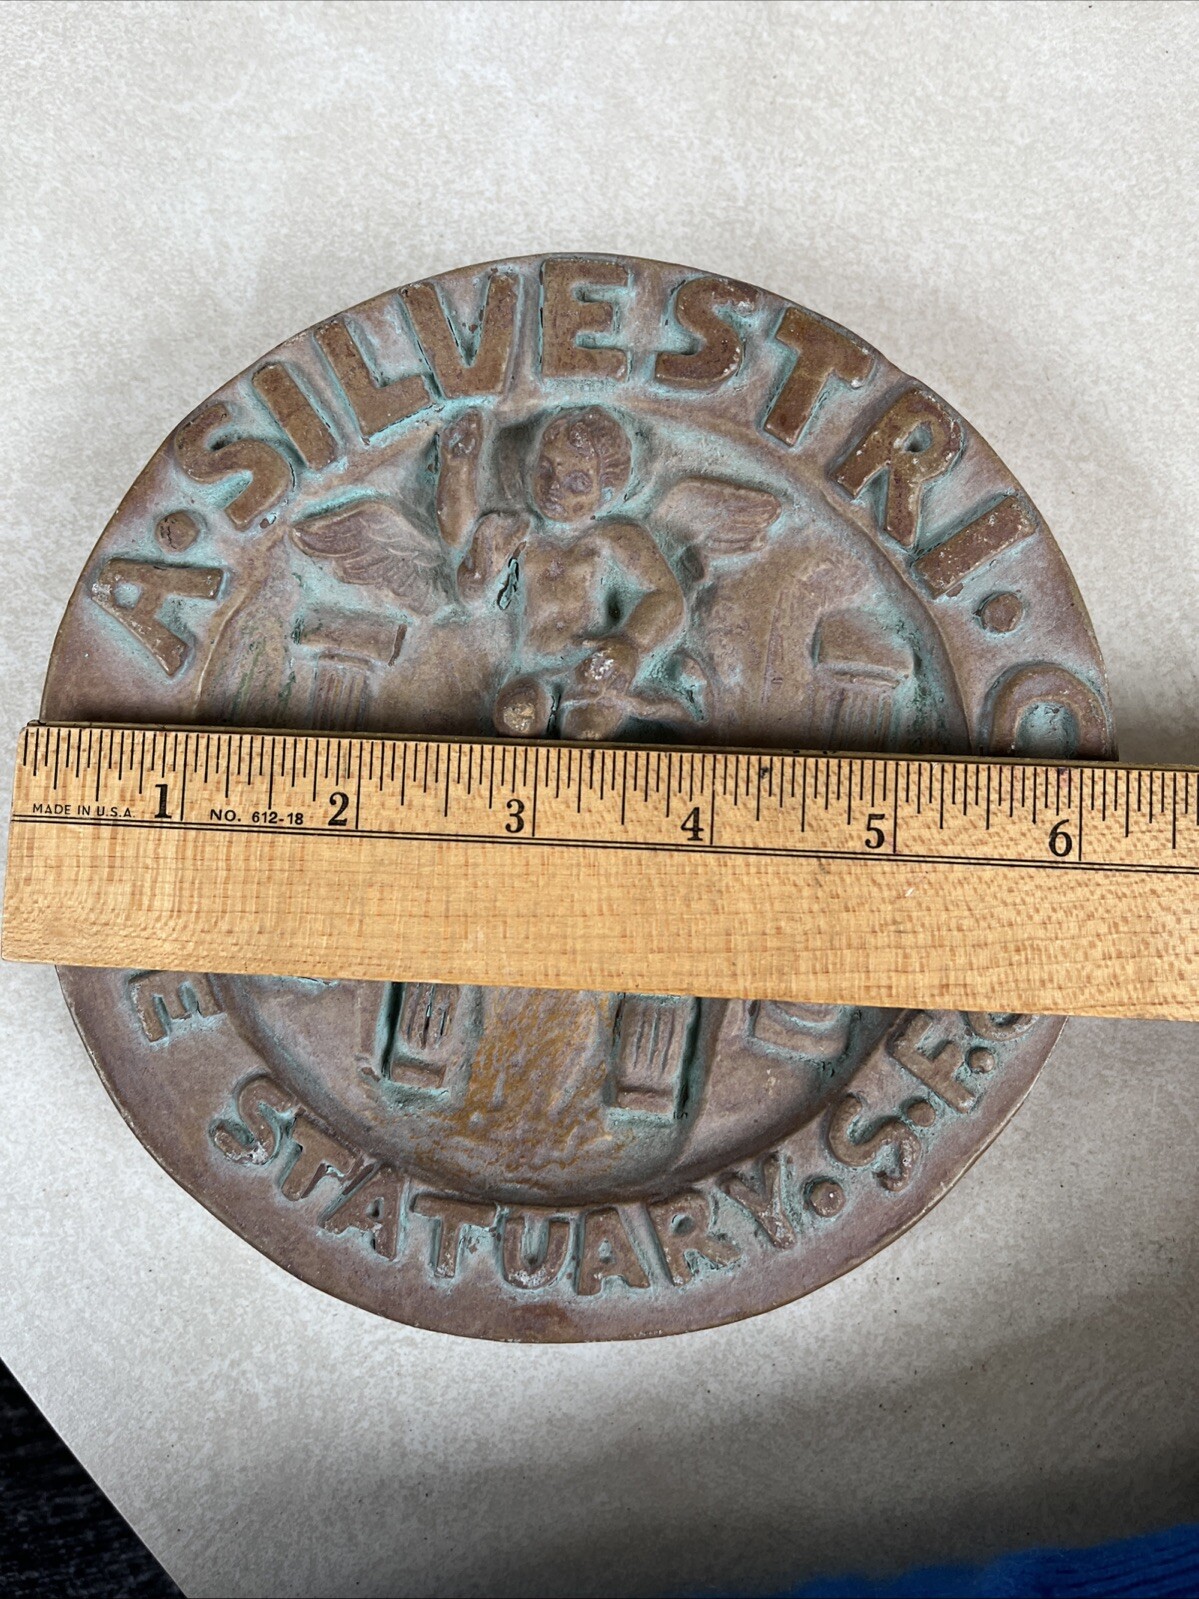 A·SILVESTRI·
STATUARY·S.F.
1 2 3 4 5 6
MADE IN U.S.A. NO. 612-18